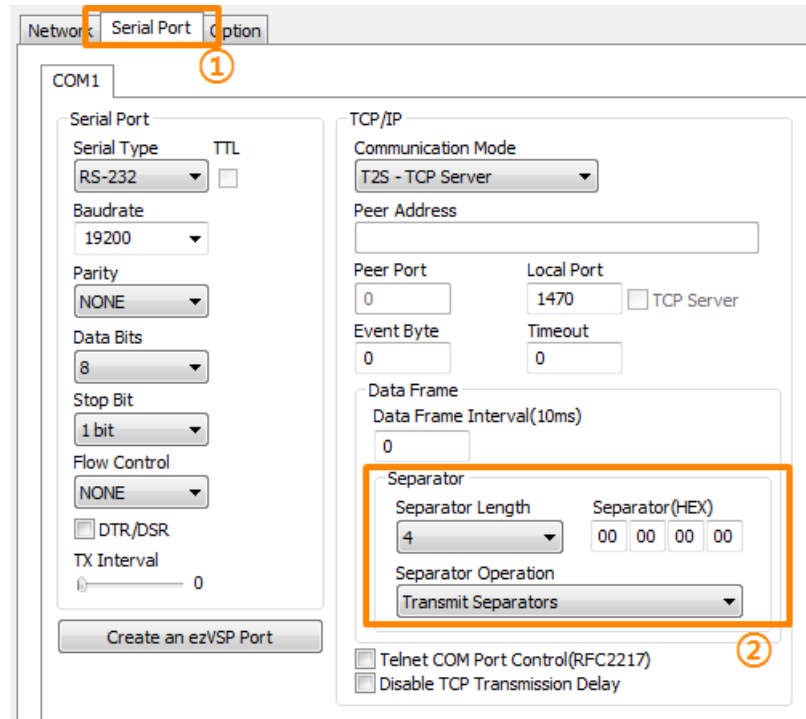 Network Serial Port Option
①
COM1
Serial Port
Serial Type TTL
RS-232
Baudrate
19200
Parity
NONE
Data Bits
8
Stop Bit
1 bit
Flow Control
NONE
DTR/DSR
TX Interval
0
Create an ezVSP Port
TCP/IP
Communication Mode
T2S - TCP Server
Peer Address
Peer Port Local Port
0 1470 TCP Server
Event Byte Timeout
0 0
Data Frame
Data Frame Interval(10ms)
0
Separator
Separator Length Separator(HEX)
4 00 00 00 00
Separator Operation
Transmit Separators
②
Telnet COM Port Control(RFC2217)
Disable TCP Transmission Delay